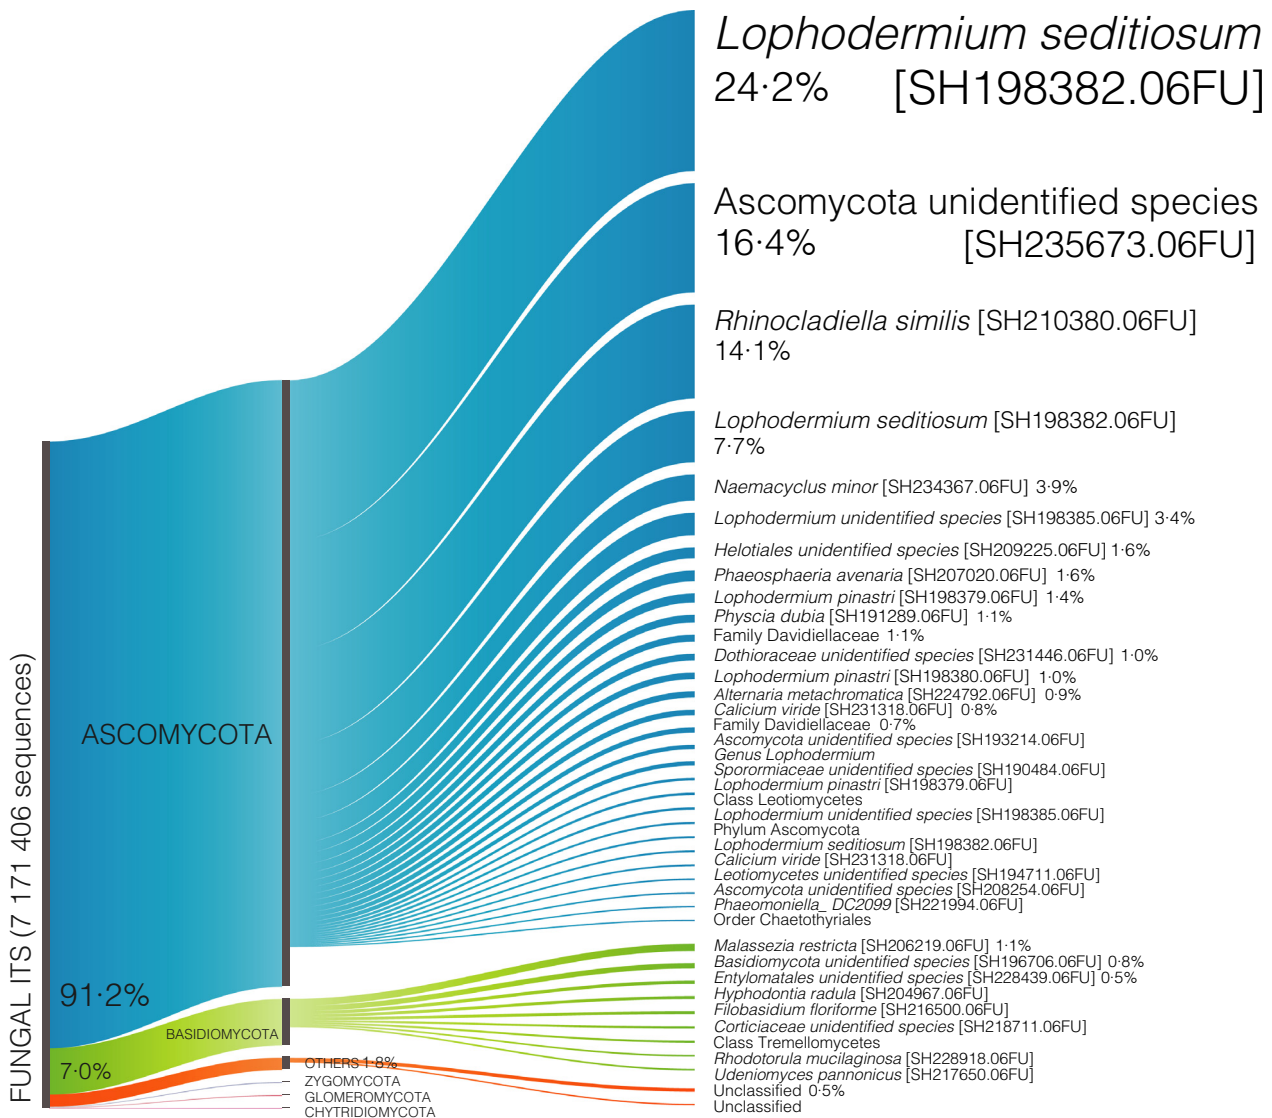 Lophodermium seditiosum
24·2% [SH198382.06FU]
Ascomycota unidentified species
16·4% [SH235673.06FU]
Rhinocladiella similis [SH210380.06FU]
14·1%
Lophodermium seditiosum [SH198382.06FU]
7·7%
Naemacyclus minor [SH234367.06FU] 3·9%
Lophodermium unidentified species [SH198385.06FU] 3·4%
Helotiales unidentified species [SH209225.06FU] 1·6%
Phaeosphaeria avenaria [SH207020.06FU] 1·6%
Lophodermium pinastri [SH198379.06FU] 1·4%
Physcia dubia [SH191289.06FU] 1·1%
Family Davidiellaceae 1·1%
Dothioraceae unidentified species [SH231446.06FU] 1·0%
Lophodermium pinastri [SH198380.06FU] 1·0%
Alternaria metachromatica [SH224792.06FU] 0·9%
Calicium viride [SH231318.06FU] 0·8%
Family Davidiellaceae 0·7%
Ascomycota unidentified species [SH193214.06FU]
Genus Lophodermium
Sporormiaceae unidentified species [SH190484.06FU]
Lophodermium pinastri [SH198379.06FU]
Class Leotiomycetes
Lophodermium unidentified species [SH198385.06FU]
Phylum Ascomycota
Lophodermium seditiosum [SH198382.06FU]
Calicium viride [SH231318.06FU]
Leotiomycetes unidentified species [SH194711.06FU]
Ascomycota unidentified species [SH208254.06FU]
Phaeomoniella_ DC2099 [SH221994.06FU]
Order Chaetothyriales
Malassezia restricta [SH206219.06FU] 1·1%
Basidiomycota unidentified species [SH196706.06FU] 0·8%
Entylomatales unidentified species [SH228439.06FU] 0·5%
Hyphodontia radula [SH204967.06FU]
Filobasidium floriforme [SH216500.06FU]
Corticiaceae unidentified species [SH218711.06FU]
Class Tremellomycetes
Rhodotorula mucilaginosa [SH228918.06FU]
Udeniomyces pannonicus [SH217650.06FU]
Unclassified 0·5%
Unclassified
FUNGAL ITS (7 171 406 sequences)
ASCOMYCOTA
91·2%
BASIDIOMYCOTA
7·0%
OTHERS 1·8%
ZYGOMYCOTA
GLOMEROMYCOTA
CHYTRIDIOMYCOTA